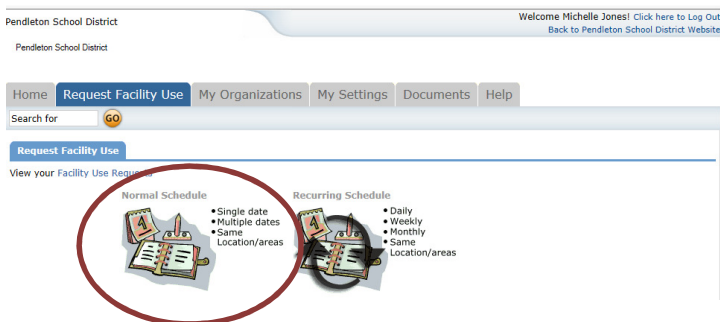 Pendleton School District
Welcome Michelle Jones! Click here to Log Out
Back to Pendleton School District Website
Pendleton School District
Home Request Facility Use My Organizations My Settings Documents Help
Search for GO
Request Facility Use
View your Facility Use Requests
Normal Schedule
• Single date
• Multiple dates
• Same
Location/areas
Recurring Schedule
• Daily
• Weekly
• Monthly
• Same
Location/areas